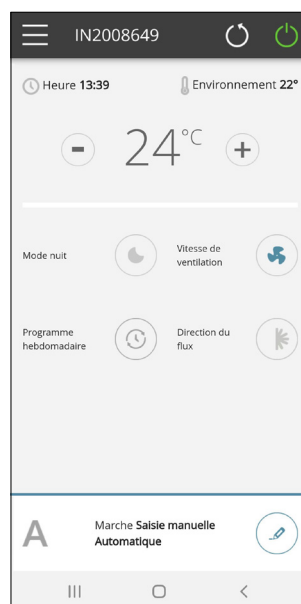 IN2008649
Heure 13:39 Environnement 22°
24°C
Mode nuit
Vitesse de
ventilation
Programme
hebdomadaire
Direction du
flux
A
Marche Saisie manuelle
Automatique